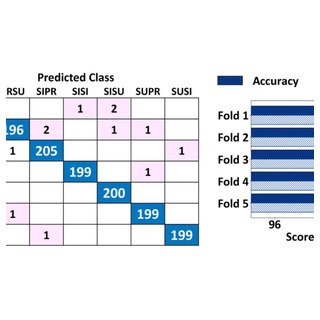 Predicted Class
RSU SIPR SISI SISU SUPR SUSI
1 2
196 2 1 1
1 205 1
199 1
200
1 199
1 199
Accuracy
Fold 1
Fold 2
Fold 3
Fold 4
Fold 5
96
Score